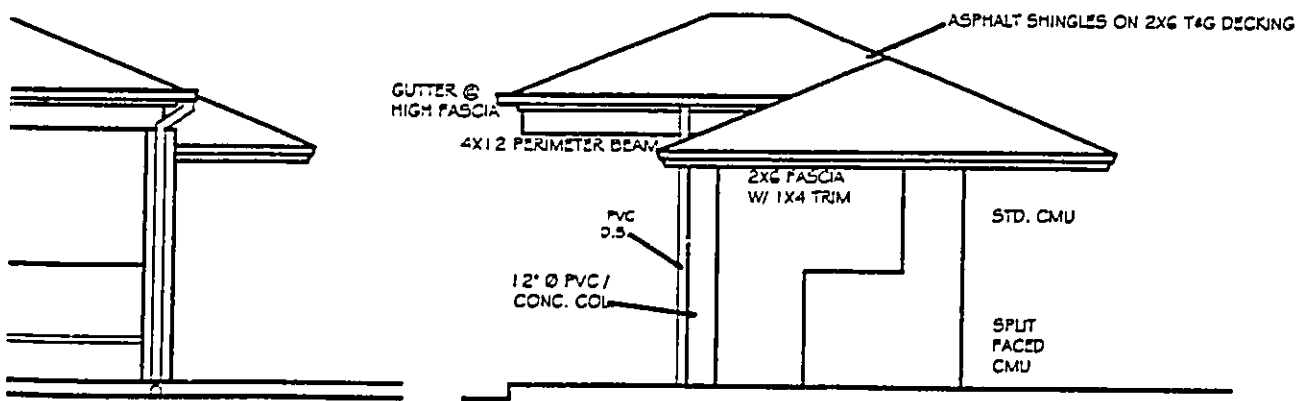 ASPHALT SHINGLES ON 2X6 T&G DECKING
GUTTER @
HIGH FASCIA
4X12 PERIMETER BEAM
2X6 FASCIA
W/ 1X4 TRIM
PVC
D.S.
STD. CMU
12" Ø PVC /
CONC. COL
SPLIT
FACED
CMU